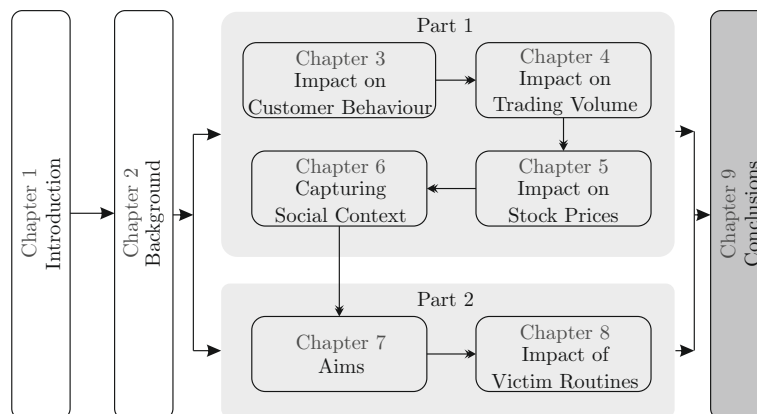 Chapter 1
Introduction
Chapter 2
Background
Part 1
Chapter 3
Impact on
Customer Behaviour
Chapter 4
Impact on
Trading Volume
Chapter 6
Capturing
Social Context
Chapter 5
Impact on
Stock Prices
Part 2
Chapter 7
Aims
Chapter 8
Impact of
Victim Routines
Chapter 9
Conclusions